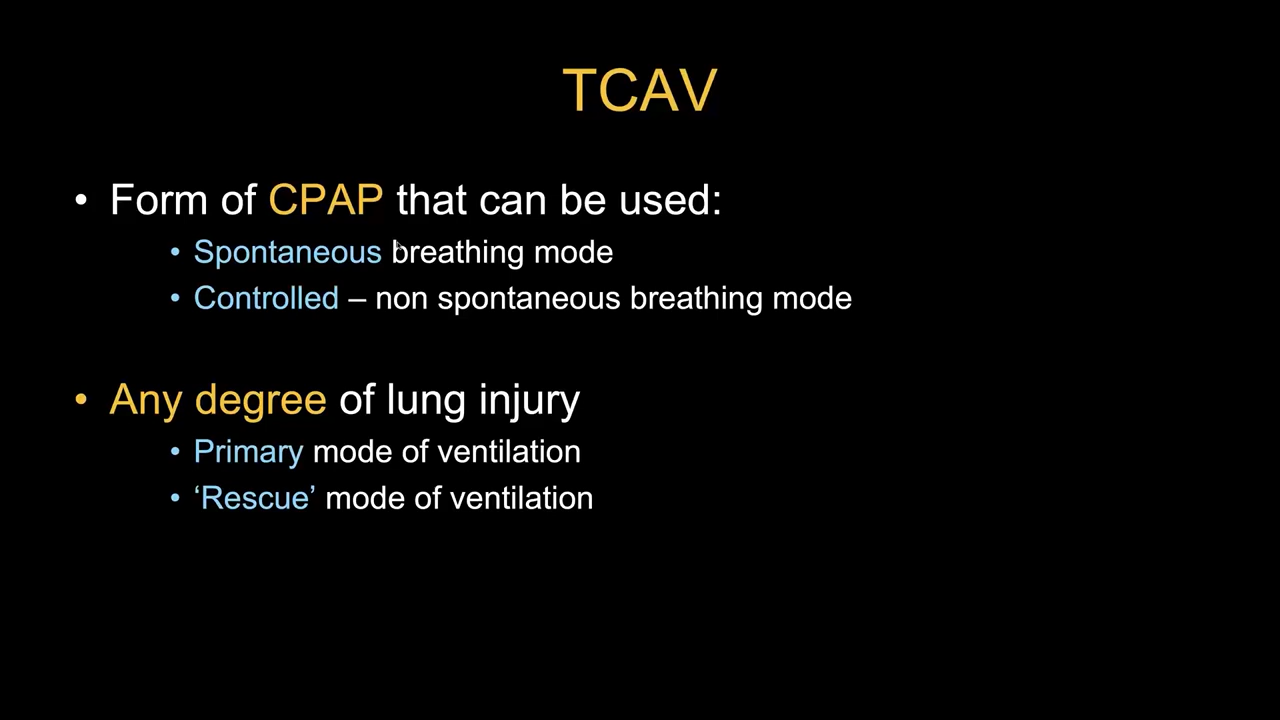 TCAV
• Form of CPAP that can be used:
• Spontaneous breathing mode
• Controlled – non spontaneous breathing mode
• Any degree of lung injury
• Primary mode of ventilation
• ‘Rescue’ mode of ventilation